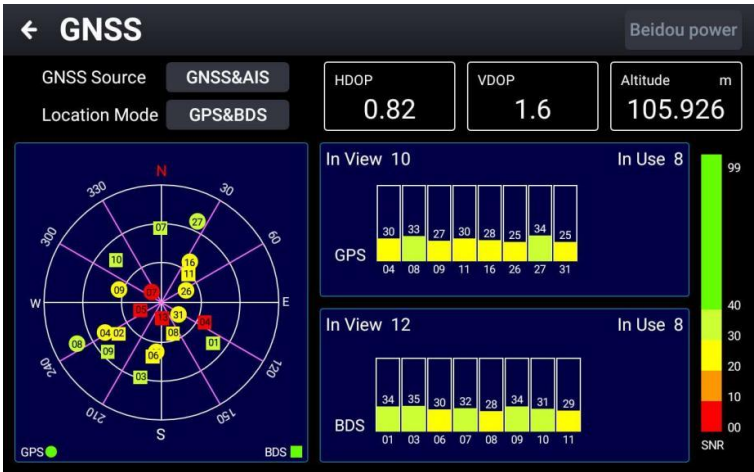 GNSS
Beidou power
GNSS Source GNSS&AIS
Location Mode GPS&BDS
HDOP
0.82
VDOP
1.6
Altitude m
105.926
N
330 30
300 60
W E
240 120
210 150
S
27
07
10
16
11
09
07
26
05
13
31
04
04 02
08
08
09
06
01
03
GPS
BDS
In View 10 In Use 8
30 33 27 30 28 25 34 25
GPS
04 08 09 11 16 26 27 31
In View 12 In Use 8
34 35 30 32 28 34 31 29
BDS
01 03 06 07 08 09 10 11
99
40
30
20
10
00
SNR